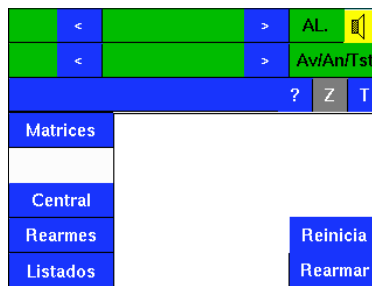 < > AL.
< > Av/An/Tst
? Z T
Matrices
Central
Rearmes Reinicia
Listados Rearmar